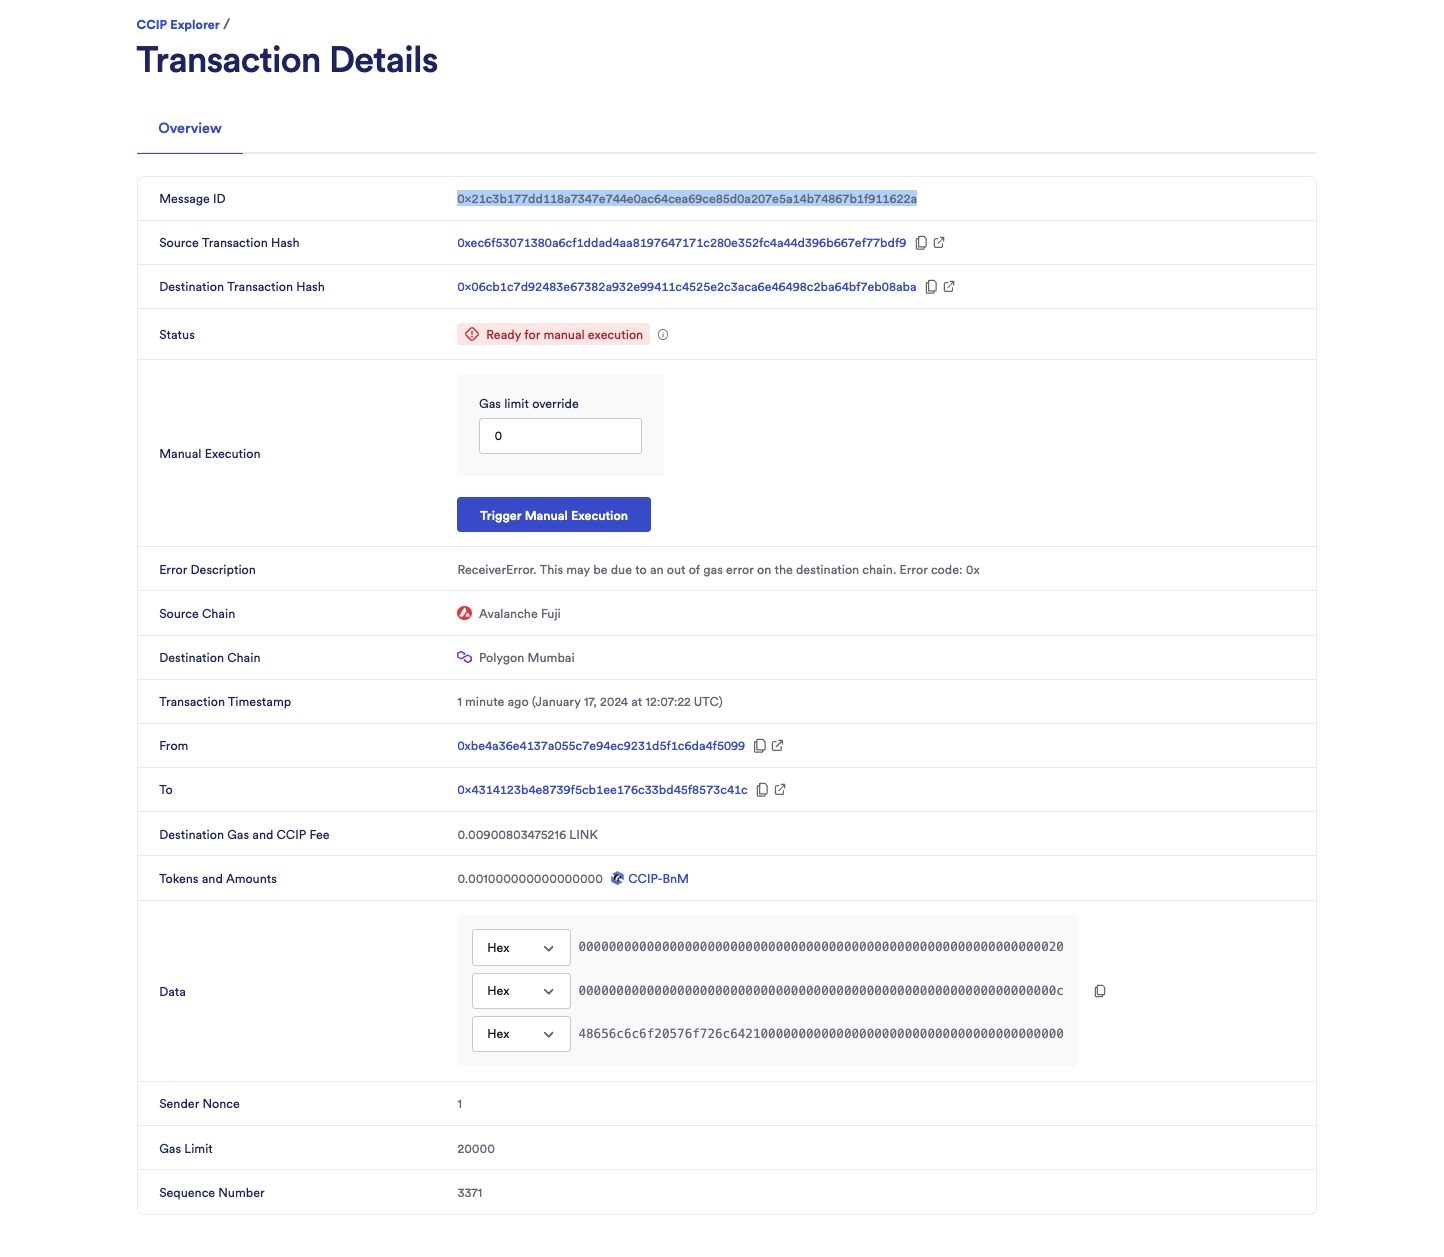 CCIP Explorer /
Transaction Details
Overview
Message ID
0x21c3b177dd118a7347e744e0ac64cea69ce85d0a207e5a14b74867b1f911622a
Source Transaction Hash
0xec6f53071380a6cf1ddad4aa8197647171c280e352fc4a44d396b667ef77bdf9
Destination Transaction Hash
0x06cb1c7d92483e67382a932e99411c4525e2c3aca6e46498c2ba64bf7eb08aba
Status
Ready for manual execution
Manual Execution
Gas limit override
0
Trigger Manual Execution
Error Description
ReceiverError. This may be due to an out of gas error on the destination chain. Error code: 0x
Source Chain
Avalanche Fuji
Destination Chain
Polygon Mumbai
Transaction Timestamp
1 minute ago (January 17, 2024 at 12:07:22 UTC)
From
0xbe4a36e4137a055c7e94ec9231d5f1c6da4f5099
To
0x4314123b4e8739f5cb1ee176c33bd45f8573c41c
Destination Gas and CCIP Fee
0.00900803475216 LINK
Tokens and Amounts
0.001000000000000000 CCIP-BnM
Data
Hex 0000000000000000000000000000000000000000000000000000000000000020
Hex 000000000000000000000000000000000000000000000000000000000000000c
Hex 48656c6c6f20576f726c64210000000000000000000000000000000000000000
Sender Nonce
1
Gas Limit
20000
Sequence Number
3371